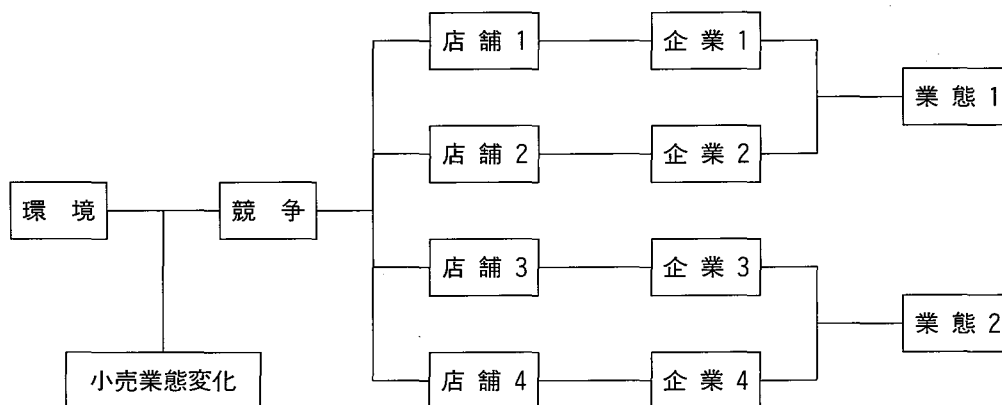 店舗1
企業1
業態1
店舗2
企業2
環境
競争
店舗3
企業3
業態2
小売業態変化
店舗4
企業4